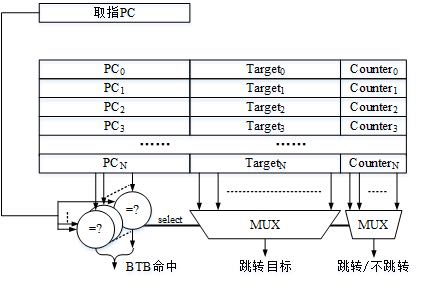 取指PC
PC0 Target0 Counter0
PC1 Target1 Counter1
PC2 Target2 Counter2
PC3 Target3 Counter3
…… ……
PCN TargetN CounterN
=?
=?
select
MUX MUX
BTB命中 跳转目标 跳转/不跳转